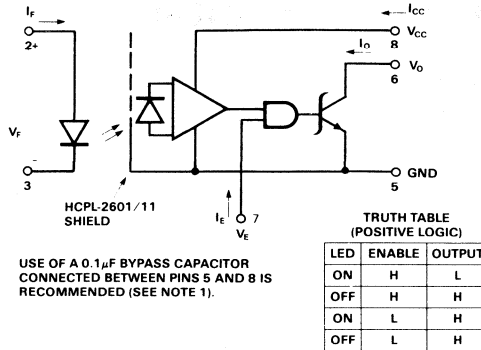 I_F
2+
V_F
-
3
HCPL-2601/11
SHIELD
I_CC
V_CC
8
I_O
V_O
6
GND
5
I_E
7
V_E
USE OF A 0.1μF BYPASS CAPACITOR
CONNECTED BETWEEN PINS 5 AND 8 IS
RECOMMENDED (SEE NOTE 1).
TRUTH TABLE
(POSITIVE LOGIC)
LED ENABLE OUTPUT
ON H L
OFF H H
ON L H
OFF L H